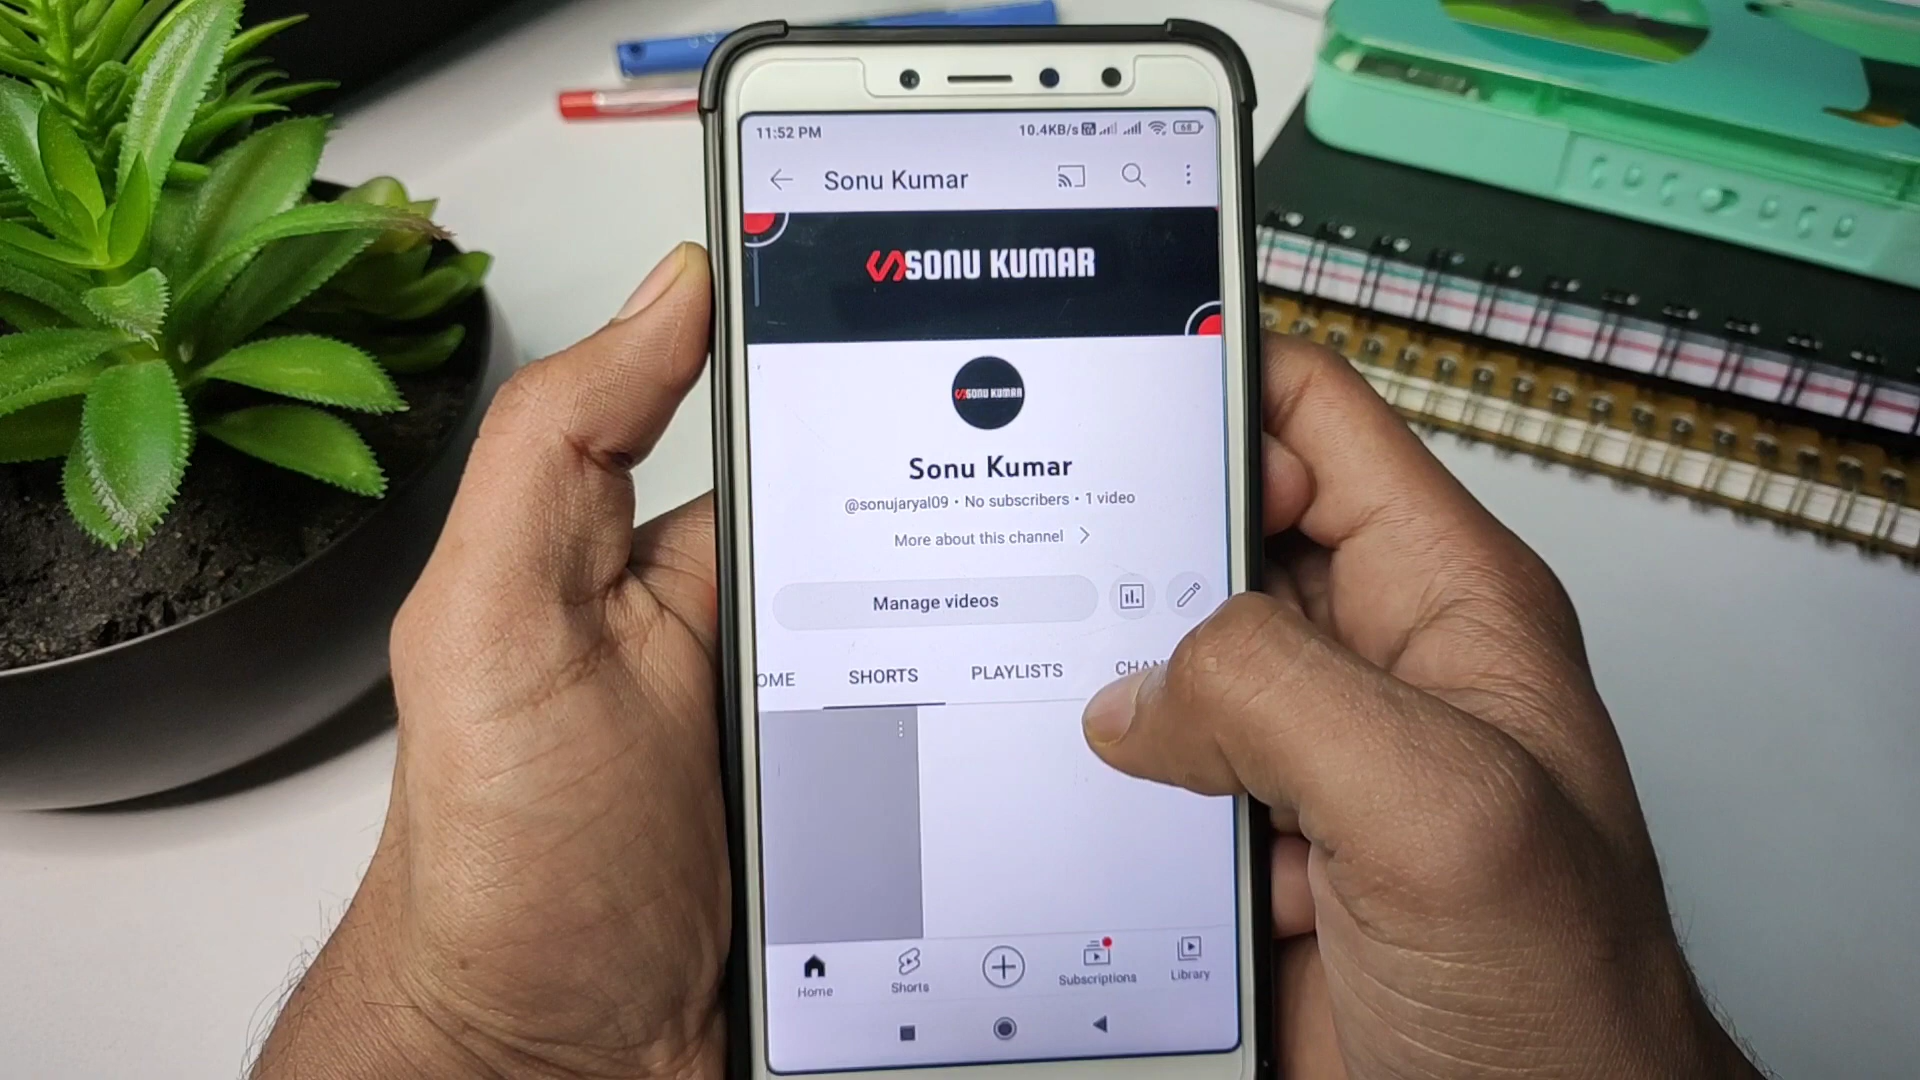 11:52 PM 10.4KB/s 68
Sonu Kumar
SONU KUMAR
SONU KUMAR
Sonu Kumar
@sonujaryal09 • No subscribers • 1 video
More about this channel
Manage videos
OME SHORTS PLAYLISTS CHAN
Home Shorts Subscriptions Library